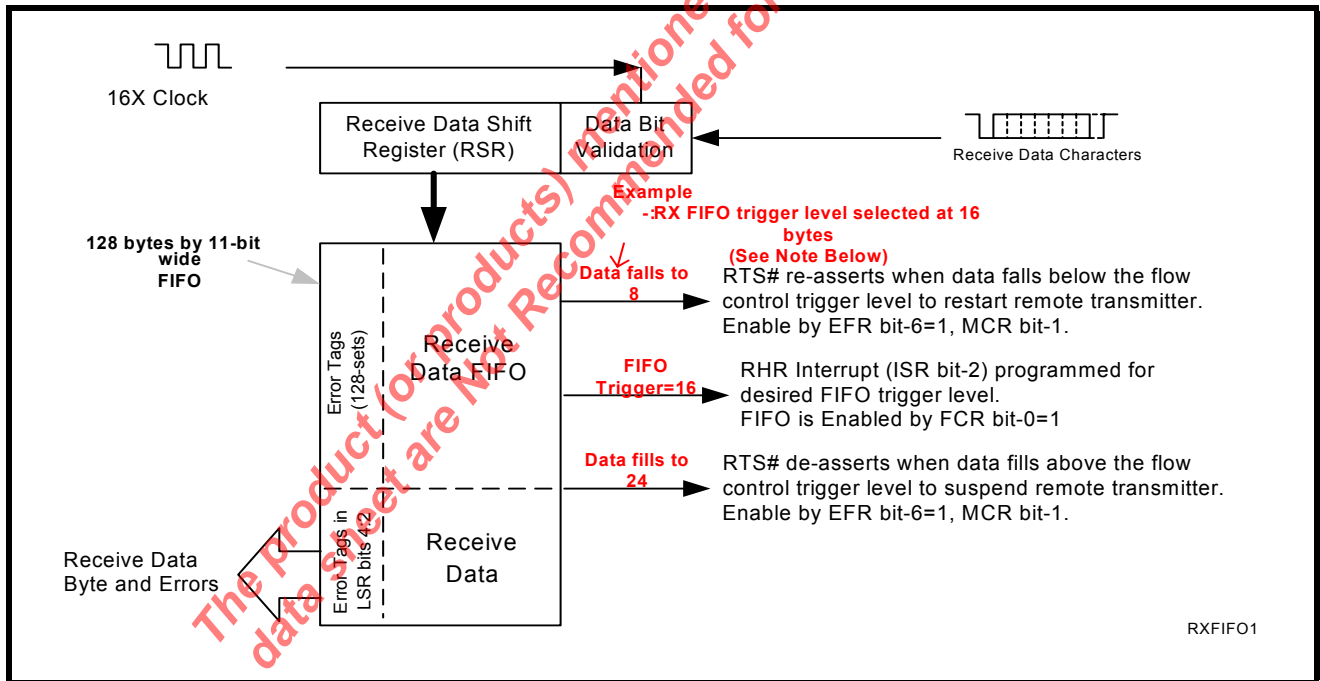 16X Clock
Receive Data Shift
Register (RSR)
Data Bit
Validation
Receive Data Characters
Example
-:RX FIFO trigger level selected at 16
bytes
(See Note Below)
128 bytes by 11-bit
wide
FIFO
Data falls to
8
RTS# re-asserts when data falls below the flow
control trigger level to restart remote transmitter.
Enable by EFR bit-6=1, MCR bit-1.
Error Tags
(128-sets)
Receive
Data FIFO
FIFO
Trigger=16
RHR Interrupt (ISR bit-2) programmed for
desired FIFO trigger level.
FIFO is Enabled by FCR bit-0=1
Data fills to
24
RTS# de-asserts when data fills above the flow
control trigger level to suspend remote transmitter.
Enable by EFR bit-6=1, MCR bit-1.
Error Tags in
LSR bits 4:2
Receive
Data
Receive Data
Byte and Errors
RXFIFO1
The product (or products) mentione
data sheet are Not Recommended for